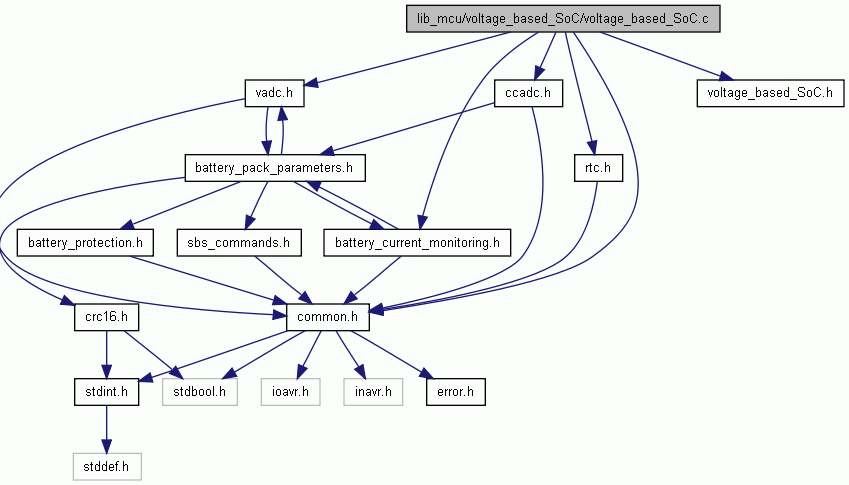 lib_mcu/voltage_based_SoC/voltage_based_SoC.c
vadc.h
ccadc.h
voltage_based_SoC.h
battery_pack_parameters.h
rtc.h
battery_protection.h
sbs_commands.h
battery_current_monitoring.h
crc16.h
common.h
stdint.h
stdbool.h
ioavr.h
inavr.h
error.h
stddef.h